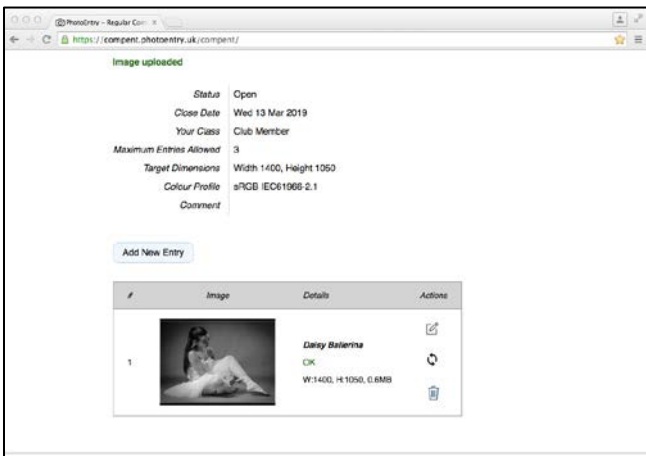 PhotoEntry - Regular Com
https://compent.photoentry.uk/compent/
Image uploaded
Status Open
Close Date Wed 13 Mar 2019
Your Class Club Member
Maximum Entries Allowed 3
Target Dimensions Width 1400, Height 1050
Colour Profile sRGB IEC61966-2.1
Comment
Add New Entry
# Image Details Actions
Daisy Ballerina
OK
1
W:1400, H:1050, 0.6MB